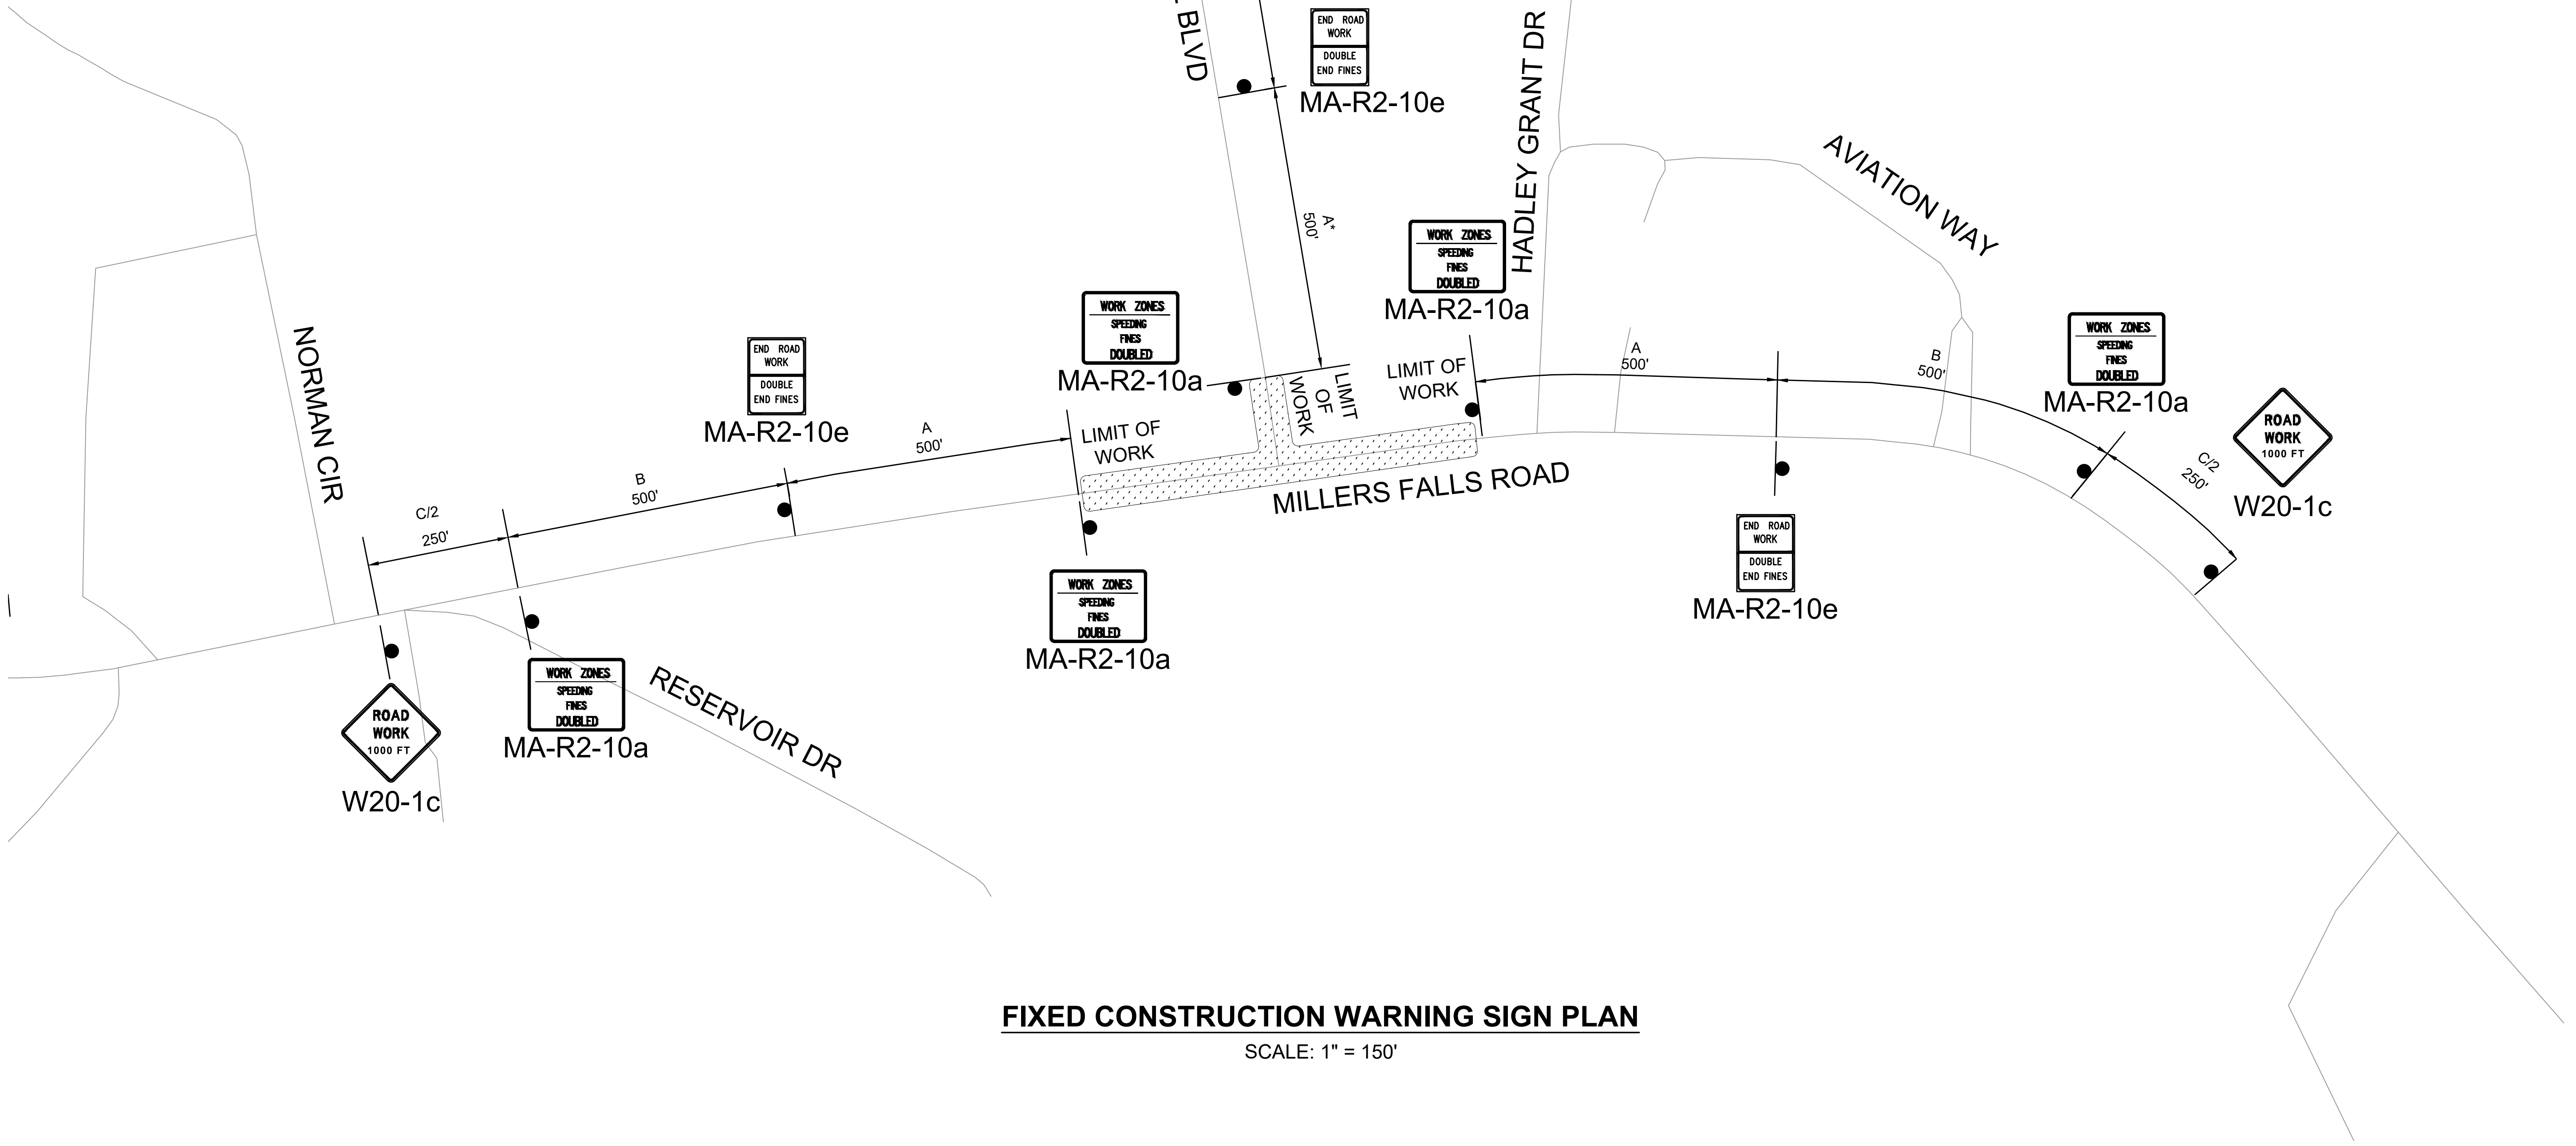 L BLVD
END ROAD
WORK
DOUBLE
END FINES
MA-R2-10e
HADLEY GRANT DR
AVIATION WAY
A*
500'
WORK ZONES
SPEEDING
FINES
DOUBLED
MA-R2-10a
WORK ZONES
SPEEDING
FINES
DOUBLED
MA-R2-10a
WORK ZONES
SPEEDING
FINES
DOUBLED
MA-R2-10a
NORMAN CIR
END ROAD
WORK
DOUBLE
END FINES
MA-R2-10e
LIMIT
OF
WORK
LIMIT OF
WORK
A
500'
B
500'
ROAD
WORK
1000 FT
W20-1c
C/2
250'
A
500'
LIMIT OF
WORK
B
500'
C/2
250'
MILLERS FALLS ROAD
END ROAD
WORK
DOUBLE
END FINES
MA-R2-10e
WORK ZONES
SPEEDING
FINES
DOUBLED
MA-R2-10a
WORK ZONES
SPEEDING
FINES
DOUBLED
MA-R2-10a
RESERVOIR DR
ROAD
WORK
1000 FT
W20-1c
FIXED CONSTRUCTION WARNING SIGN PLAN
SCALE: 1" = 150'